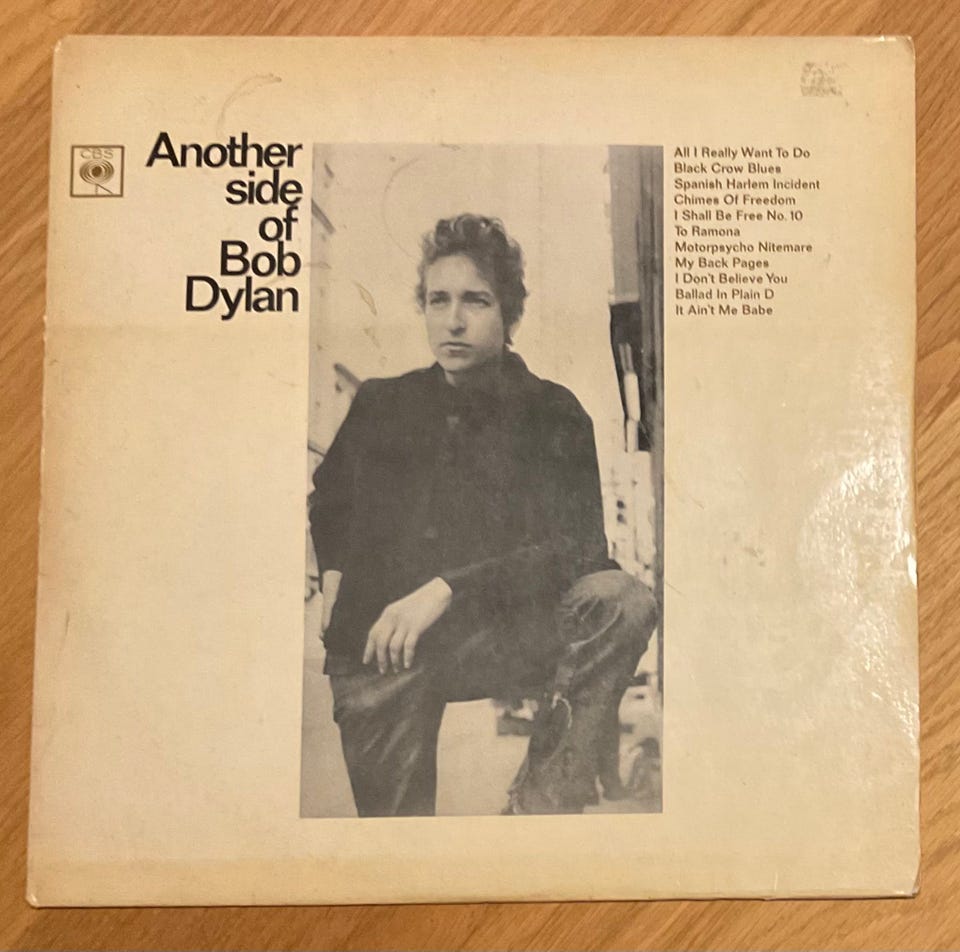 CBS
Another
side
of
Bob
Dylan
All I Really Want To Do
Black Crow Blues
Spanish Harlem Incident
Chimes Of Freedom
I Shall Be Free No. 10
To Ramona
Motorpsycho Nitemare
My Back Pages
I Don't Believe You
Ballad In Plain D
It Ain't Me Babe